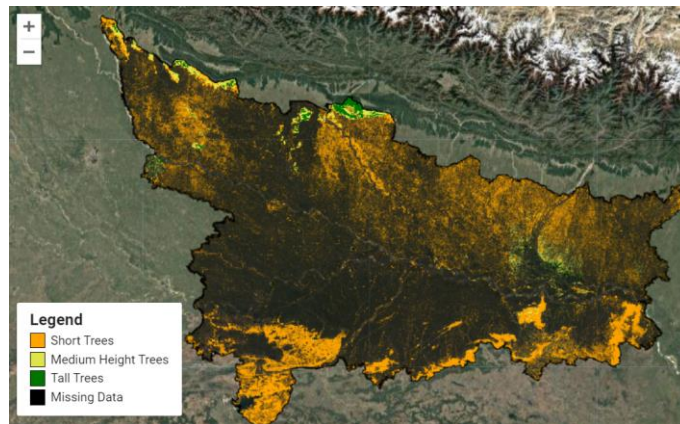 +
−
Legend
Short Trees
Medium Height Trees
Tall Trees
Missing Data